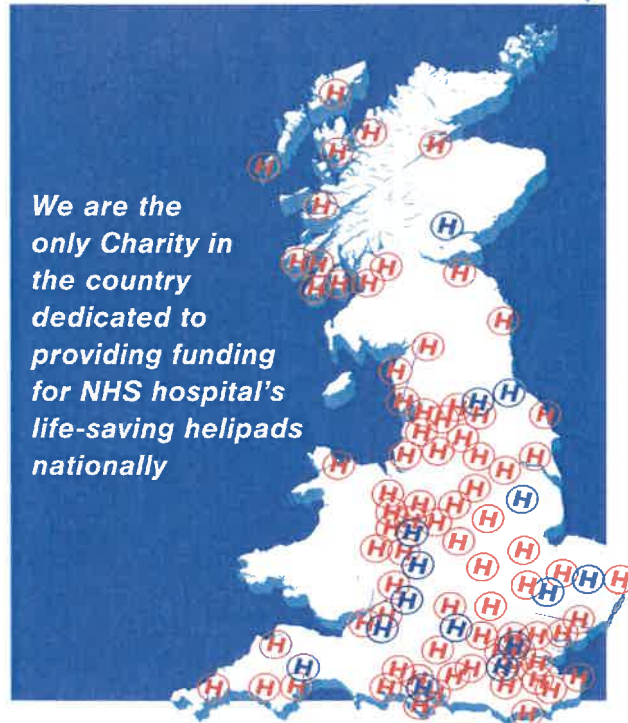 We are the
only Charity in
the country
dedicated to
providing funding
for NHS hospital's
life-saving helipads
nationally